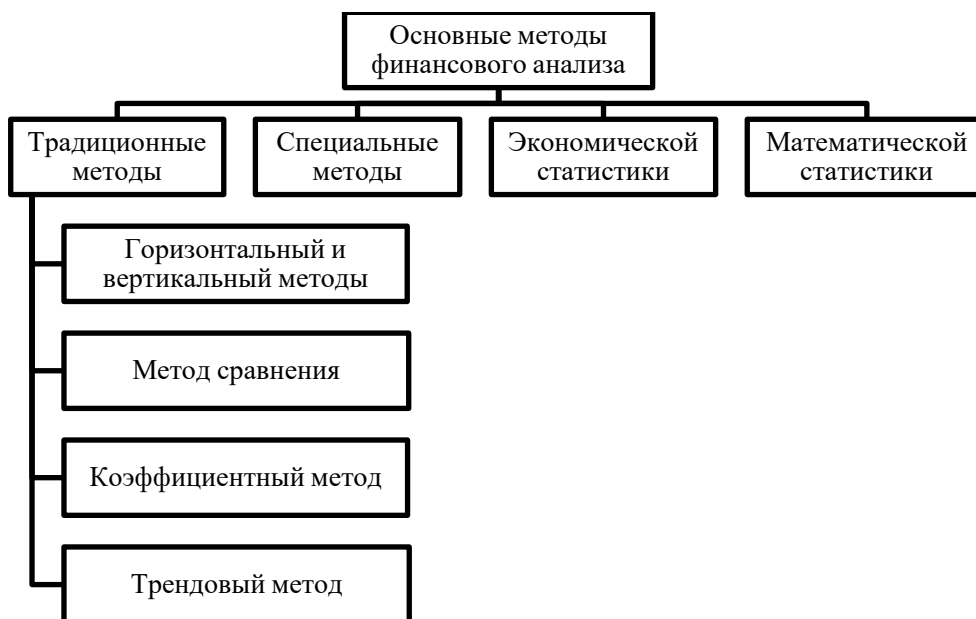 Основные методы
финансового анализа
Традиционные
методы
Специальные
методы
Экономической
статистики
Математической
статистики
Горизонтальный и
вертикальный методы
Метод сравнения
Коэффициентный метод
Трендовый метод